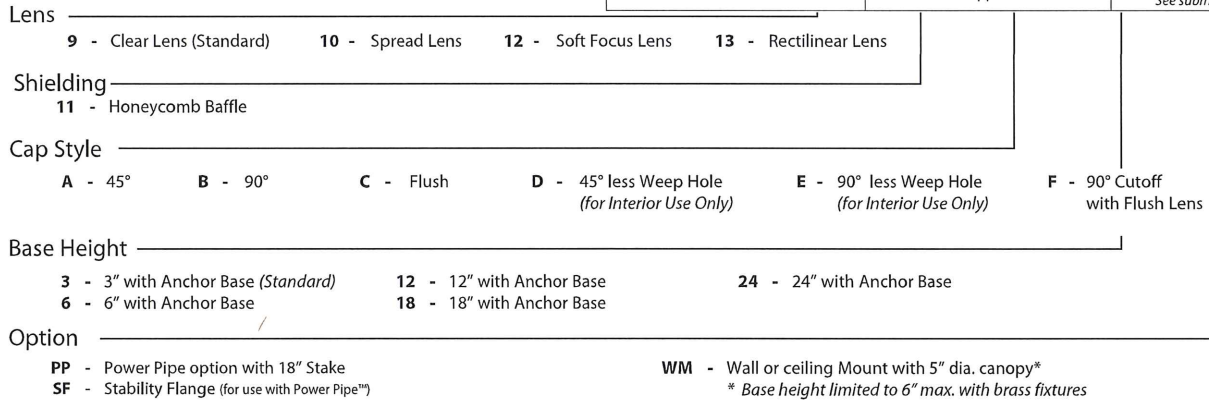 See subm
Lens
9 - Clear Lens (Standard) 10 - Spread Lens 12 - Soft Focus Lens 13 - Rectilinear Lens
Shielding
11 - Honeycomb Baffle
Cap Style
A - 45° B - 90° C - Flush D - 45° less Weep Hole E - 90° less Weep Hole F - 90° Cutoff
(for Interior Use Only) (for Interior Use Only) with Flush Lens
Base Height
3 - 3" with Anchor Base (Standard) 12 - 12" with Anchor Base 24 - 24" with Anchor Base
6 - 6" with Anchor Base 18 - 18" with Anchor Base
Option
PP - Power Pipe option with 18" Stake WM - Wall or ceiling Mount with 5" dia. canopy*
SF - Stability Flange (for use with Power Pipe™) * Base height limited to 6" max. with brass fixtures